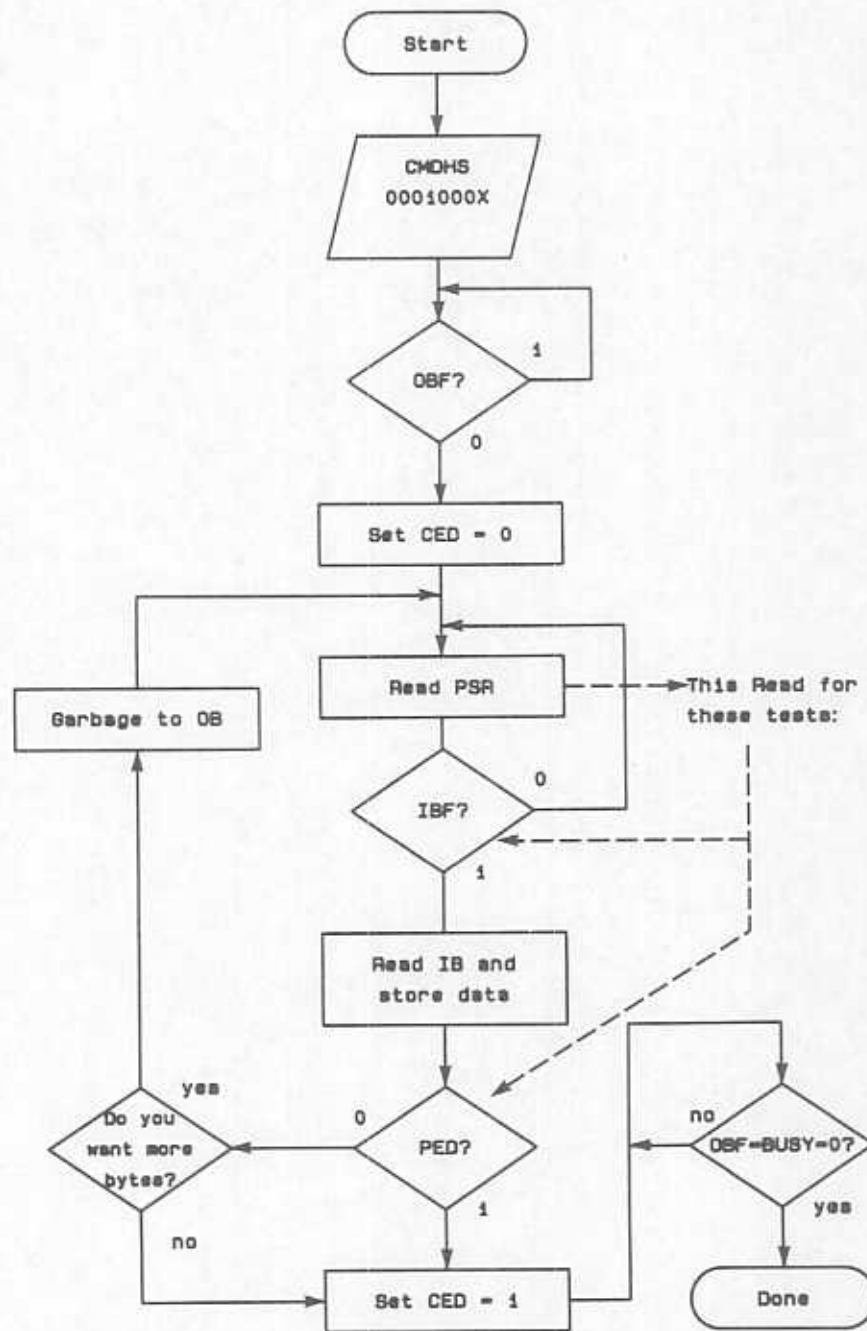 Start
CMDHS
0001000X
1
OBF?
0
Set CED = 0
Read PSR
This Read for
these tests:
Garbage to OB
0
IBF?
1
Read IB and
store data
yes
0
no
Do you
want more
bytes?
PED?
OBF=BUSY=0?
1
yes
no
Set CED = 1
Done